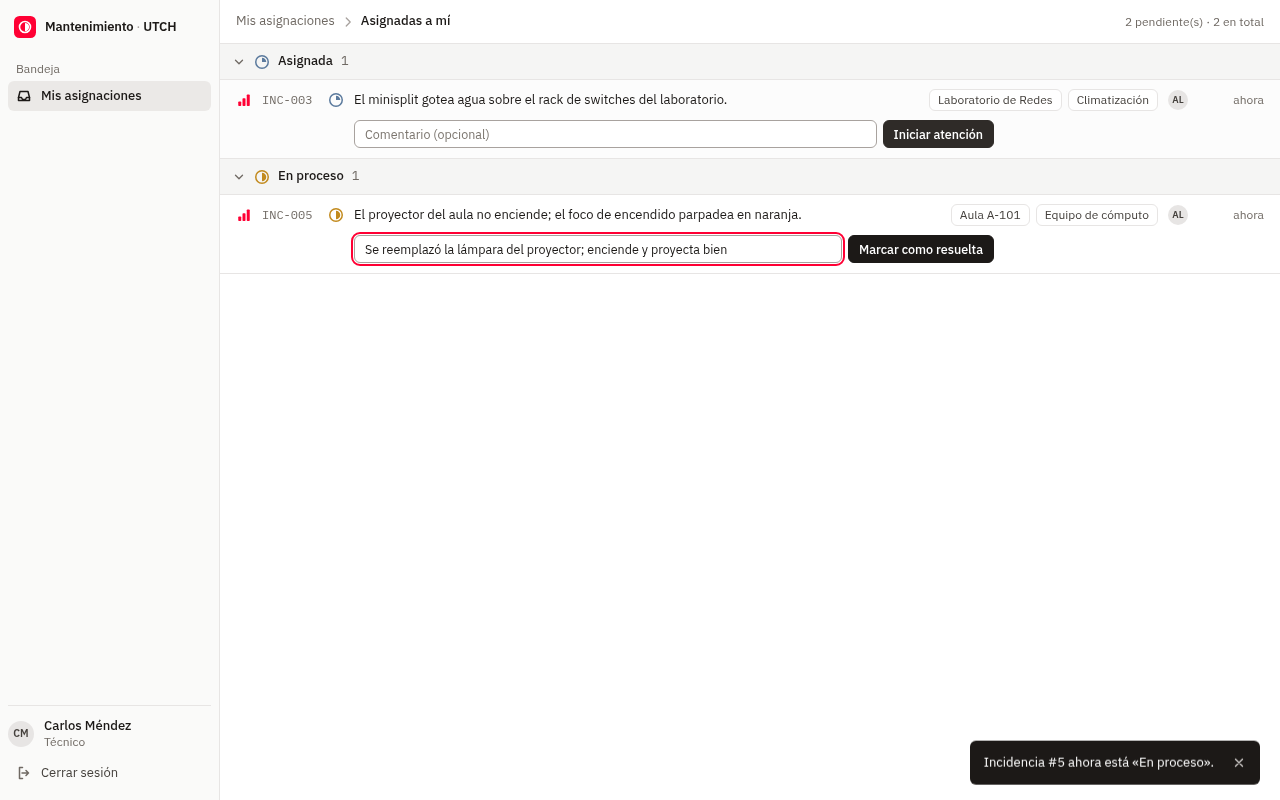 Mantenimiento · UTCH
Bandeja
Mis asignaciones
Carlos Méndez
CM
Técnico
Cerrar sesión
Mis asignaciones
Asignadas a mí
2 pendiente(s) · 2 en total
Asignada 1
INC-003 El minisplit gotea agua sobre el rack de switches del laboratorio. Laboratorio de Redes Climatización AL ahora
Comentario (opcional) Iniciar atención
En proceso 1
INC-005 El proyector del aula no enciende; el foco de encendido parpadea en naranja. Aula A-101 Equipo de cómputo AL ahora
Se reemplazó la lámpara del proyector; enciende y proyecta bien Marcar como resuelta
Incidencia #5 ahora está «En proceso».